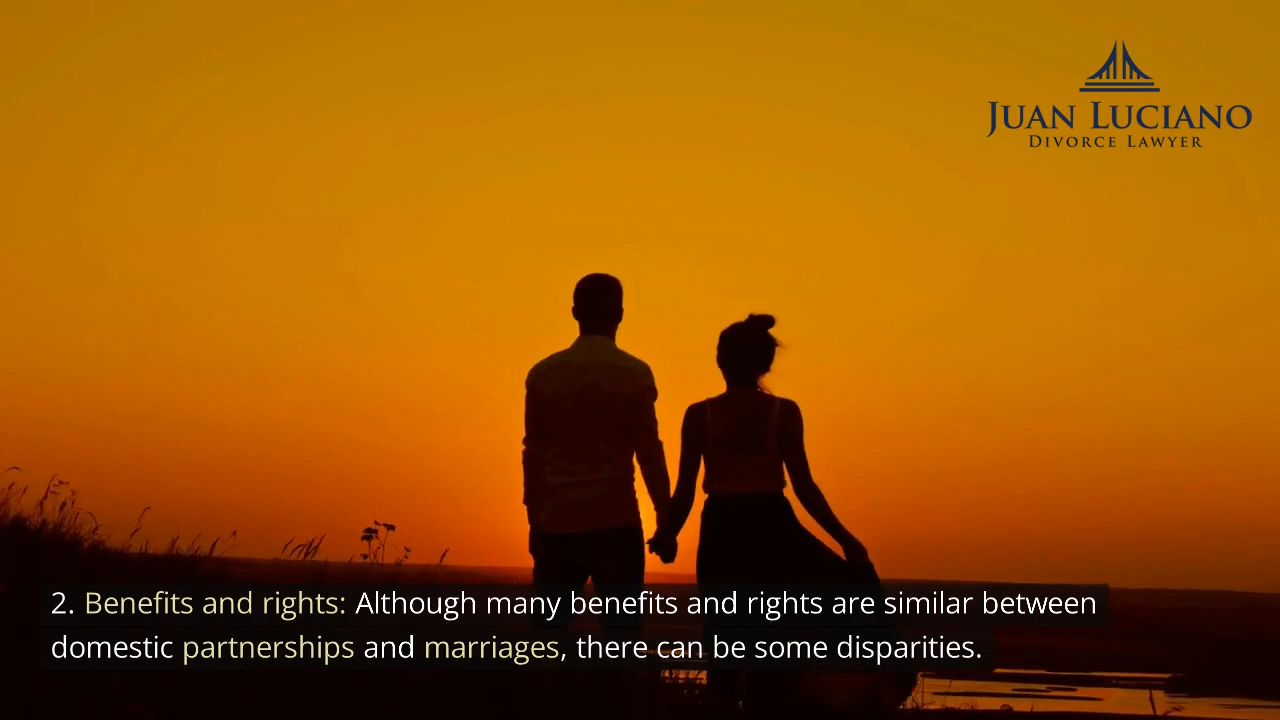 JUAN LUCIANO
DIVORCE LAWYER
2. Benefits and rights: Although many benefits and rights are similar between
domestic partnerships and marriages, there can be some disparities.